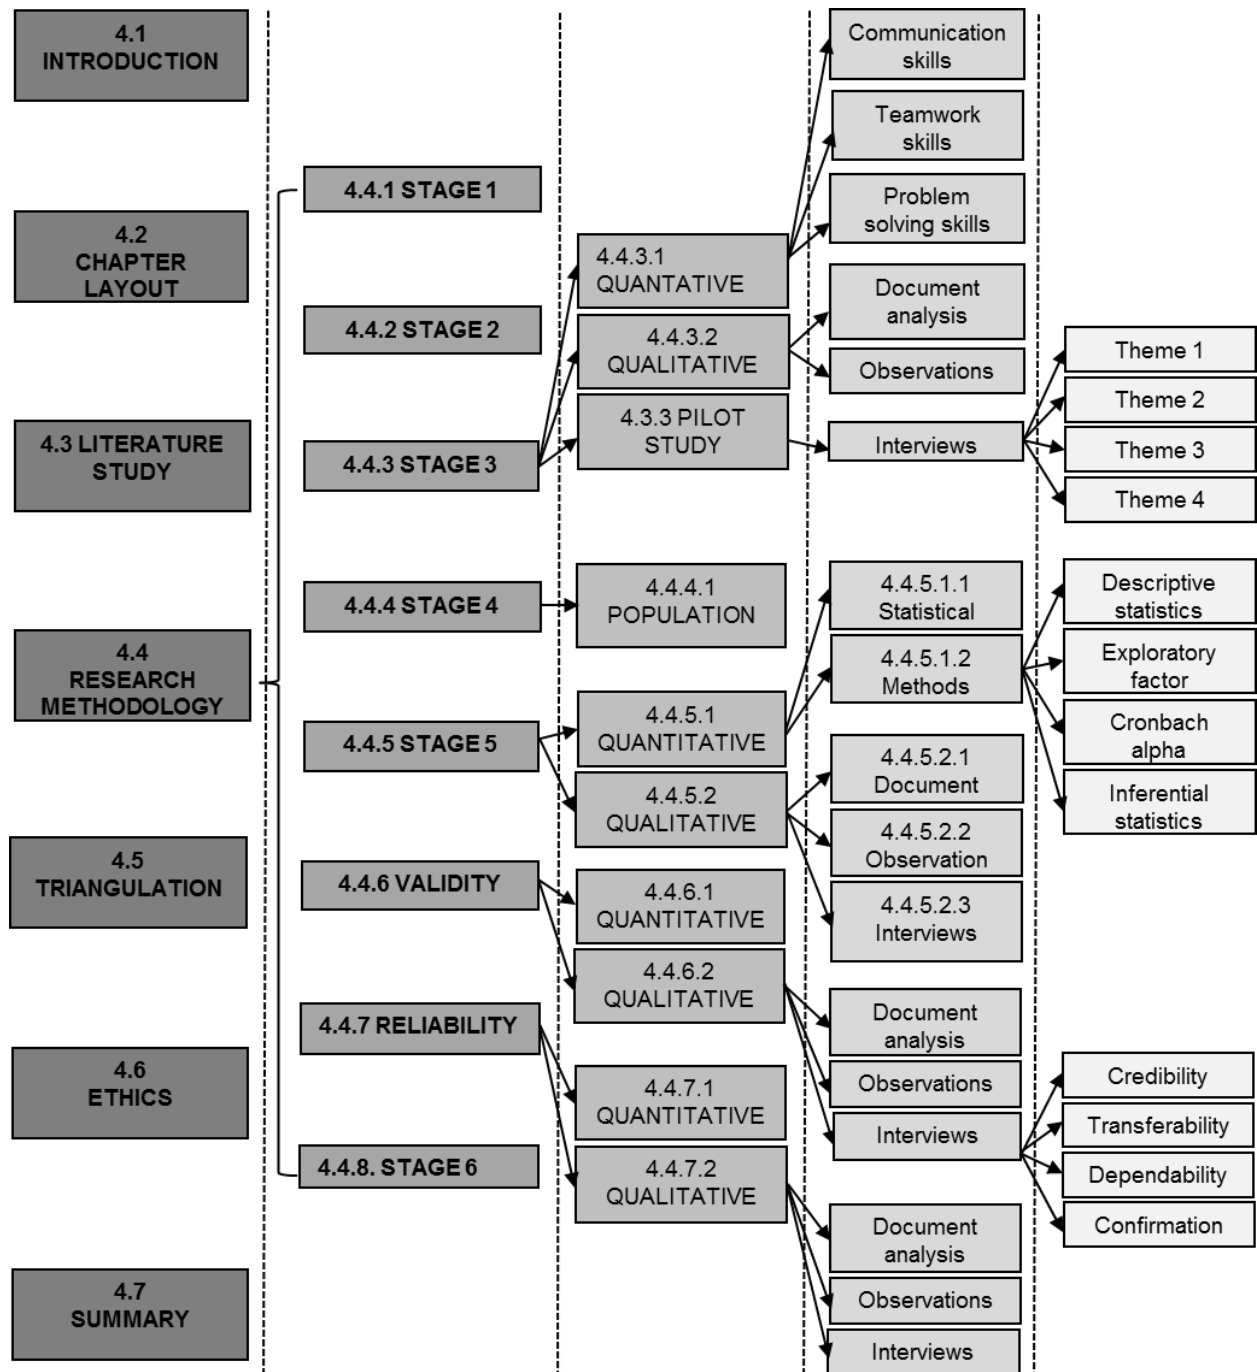 4.1
INTRODUCTION
4.2
CHAPTER
LAYOUT
4.3 LITERATURE
STUDY
4.4
RESEARCH
METHODOLOGY
4.5
TRIANGULATION
4.6
ETHICS
4.7
SUMMARY
4.4.1 STAGE 1
4.4.2 STAGE 2
4.4.3 STAGE 3
4.4.4 STAGE 4
4.4.5 STAGE 5
4.4.6 VALIDITY
4.4.7 RELIABILITY
4.4.8. STAGE 6
4.4.3.1
QUANTATIVE
4.4.3.2
QUALITATIVE
4.3.3 PILOT
STUDY
4.4.4.1
POPULATION
4.4.5.1
QUANTITATIVE
4.4.5.2
QUALITATIVE
4.4.6.1
QUANTITATIVE
4.4.6.2
QUALITATIVE
4.4.7.1
QUANTITATIVE
4.4.7.2
QUALITATIVE
Communication
skills
Teamwork
skills
Problem
solving skills
Document
analysis
Observations
Interviews
4.4.5.1.1
Statistical
4.4.5.1.2
Methods
4.4.5.2.1
Document
4.4.5.2.2
Observation
4.4.5.2.3
Interviews
Document
analysis
Observations
Interviews
Document
analysis
Observations
Interviews
Theme 1
Theme 2
Theme 3
Theme 4
Descriptive
statistics
Exploratory
factor
Cronbach
alpha
Inferential
statistics
Credibility
Transferability
Dependability
Confirmation